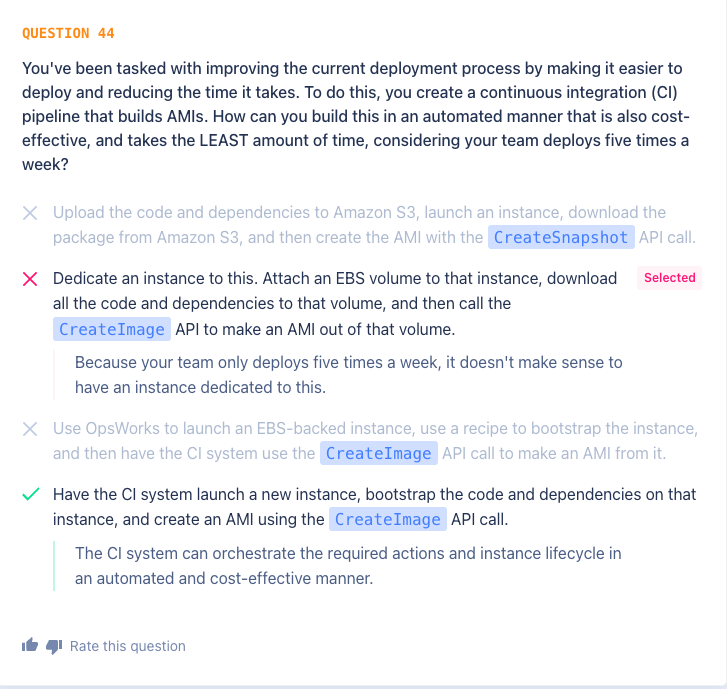 QUESTION 44
You've been tasked with improving the current deployment process by making it easier to
deploy and reducing the time it takes. To do this, you create a continuous integration (CI)
pipeline that builds AMIs. How can you build this in an automated manner that is also cost-
effective, and takes the LEAST amount of time, considering your team deploys five times a
week?
Upload the code and dependencies to Amazon S3, launch an instance, download the
package from Amazon S3, and then create the AMI with the CreateSnapshot API call.
Dedicate an instance to this. Attach an EBS volume to that instance, download
Selected
all the code and dependencies to that volume, and then call the
CreateImage API to make an AMI out of that volume.
Because your team only deploys five times a week, it doesn't make sense to
have an instance dedicated to this.
Use OpsWorks to launch an EBS-backed instance, use a recipe to bootstrap the instance,
and then have the CI system use the CreateImage API call to make an AMI from it.
Have the CI system launch a new instance, bootstrap the code and dependencies on that
instance, and create an AMI using the CreateImage API call.
The CI system can orchestrate the required actions and instance lifecycle in
an automated and cost-effective manner.
Rate this question